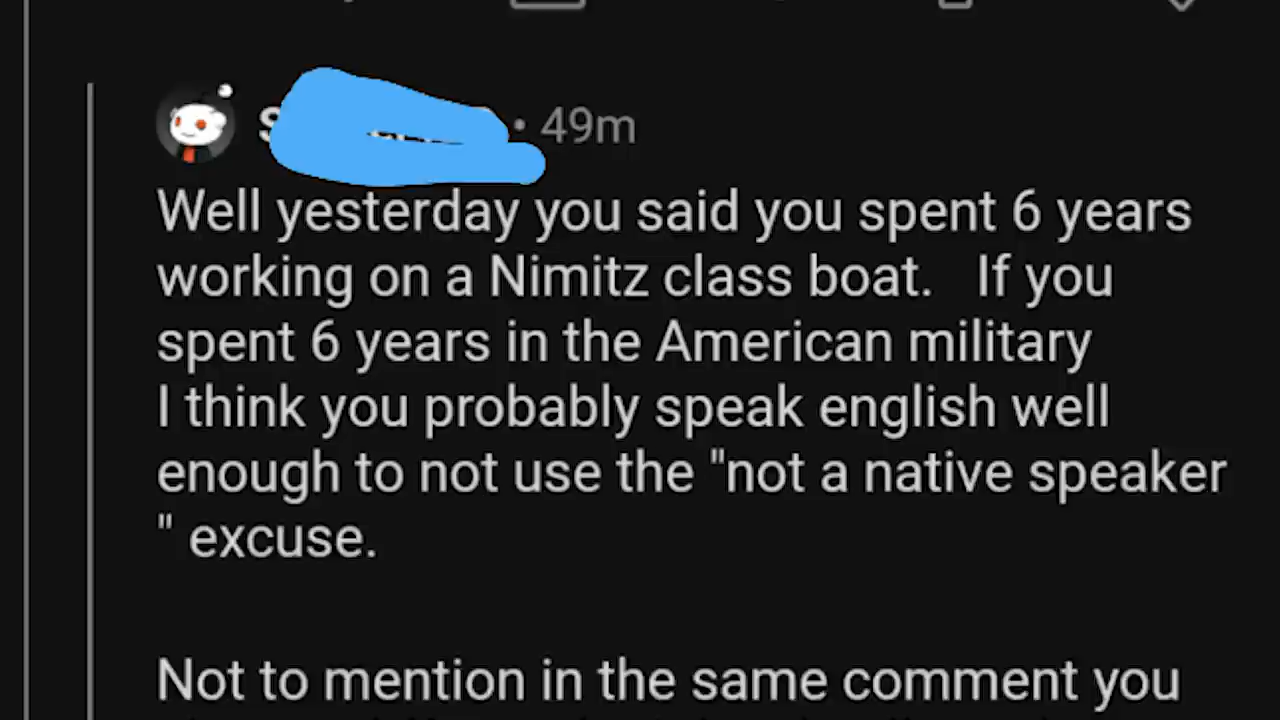 • 49m
Well yesterday you said you spent 6 years
working on a Nimitz class boat. If you
spent 6 years in the American military
I think you probably speak english well
enough to not use the "not a native speaker
" excuse.
Not to mention in the same comment you